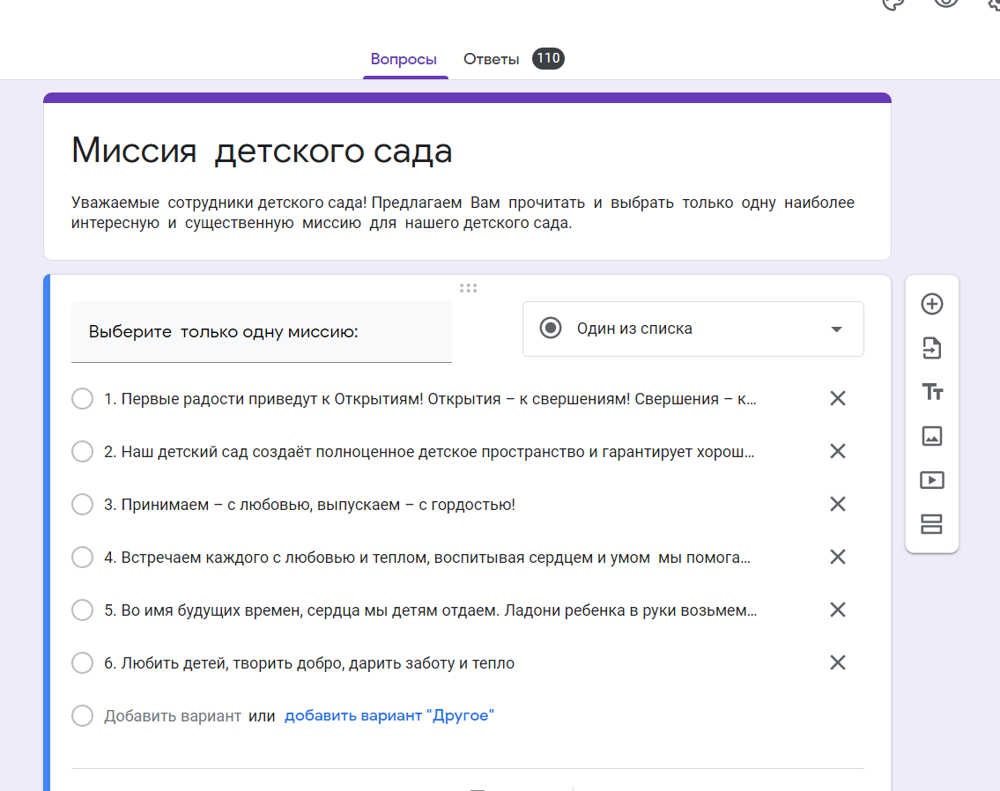 Вопросы
Ответы 110
Миссия  детского сада
Уважаемые  сотрудники детского сада! Предлагаем  Вам  прочитать  и  выбрать  только  одну  наиболее
интересную  и  существенную  миссию  для  нашего детского сада.
Выберите  только одну миссию:
Один из списка
1. Первые радости приведут к Открытиям! Открытия – к свершениям! Свершения – к...
2. Наш детский сад создаёт полноценное детское пространство и гарантирует хорош...
3. Принимаем – с любовью, выпускаем – с гордостью!
4. Встречаем каждого с любовью и теплом, воспитывая сердцем и умом  мы помога...
5. Во имя будущих времен, сердца мы детям отдаем. Ладони ребенка в руки возьмем...
6. Любить детей, творить добро, дарить заботу и тепло
Добавить вариант или добавить вариант "Другое"